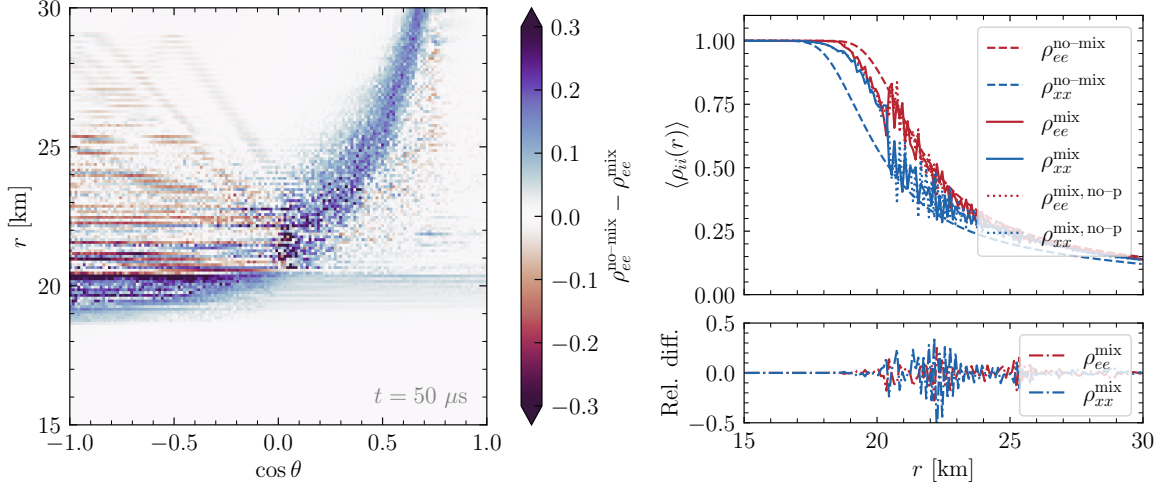 30
25
20
15
r [km]
−1.0 −0.5 0.0 0.5 1.0
cos θ
t = 50 μs
0.3
0.2
0.1
0.0
−0.1
−0.2
−0.3
ρ_ee^no–mix − ρ_ee^mix
1.00
0.75
0.50
0.25
0.00
⟨ρ_ii(r)⟩
ρ_ee^no–mix
ρ_xx^no–mix
ρ_ee^mix
ρ_xx^mix
ρ_ee^mix, no–p
ρ_xx^mix, no–p
0.5
0.0
−0.5
Rel. diff.
ρ_ee^mix
ρ_xx^mix
15 20 25 30
r [km]